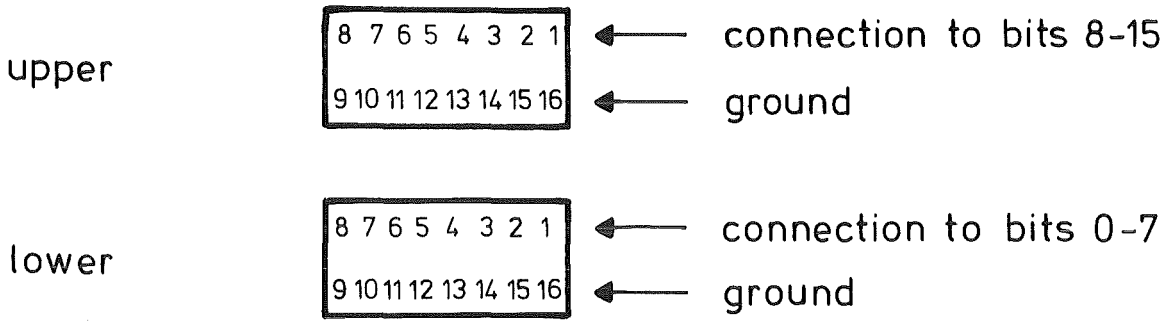 8 7 6 5 4 3 2 1 connection to bits 8-15
upper
9 10 11 12 13 14 15 16 ground
8 7 6 5 4 3 2 1 connection to bits 0-7
lower
9 10 11 12 13 14 15 16 ground